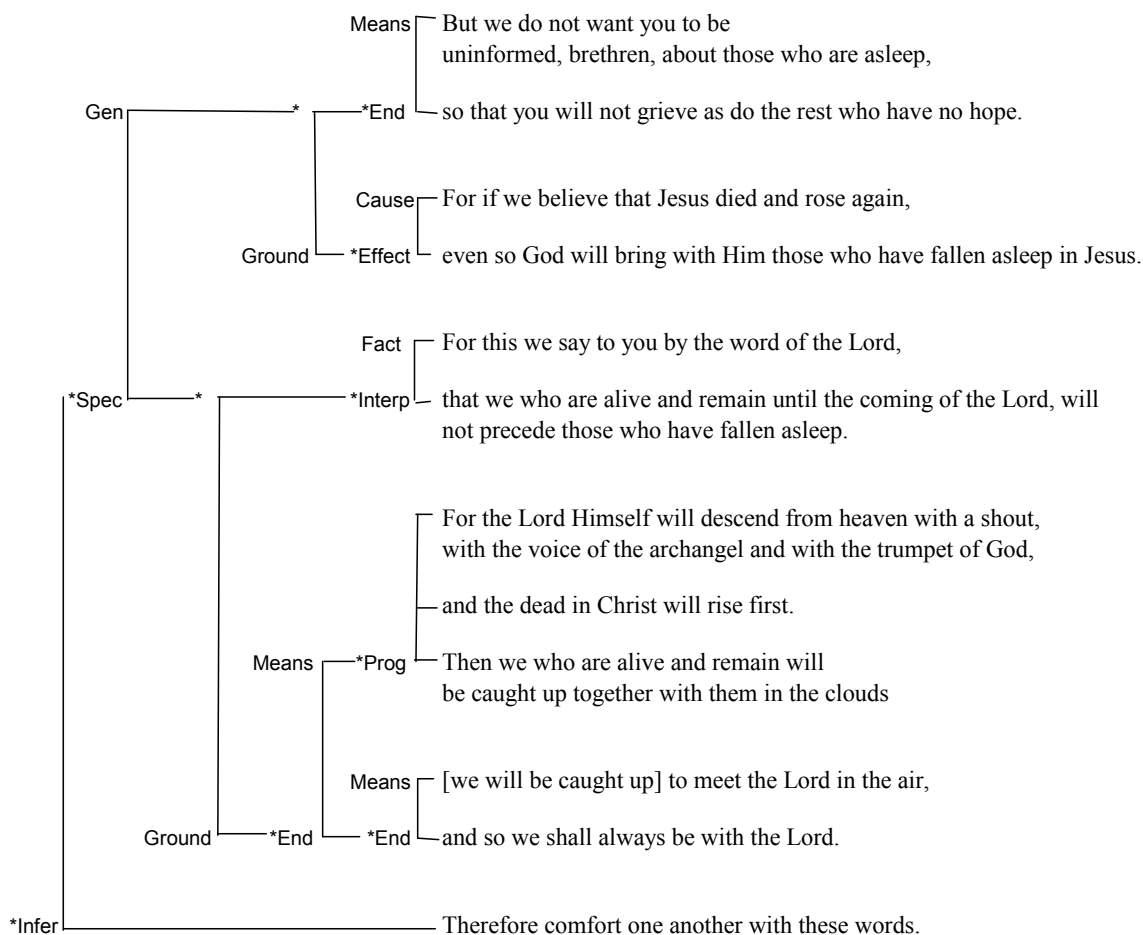 Means But we do not want you to be
uninformed, brethren, about those who are asleep,
Gen * *End so that you will not grieve as do the rest who have no hope.
Cause For if we believe that Jesus died and rose again,
Ground *Effect even so God will bring with Him those who have fallen asleep in Jesus.
Fact For this we say to you by the word of the Lord,
*Spec * *Interp that we who are alive and remain until the coming of the Lord, will
not precede those who have fallen asleep.
For the Lord Himself will descend from heaven with a shout,
with the voice of the archangel and with the trumpet of God,
and the dead in Christ will rise first.
Means *Prog Then we who are alive and remain will
be caught up together with them in the clouds
Means [we will be caught up] to meet the Lord in the air,
Ground *End *End and so we shall always be with the Lord.
*Infer Therefore comfort one another with these words.